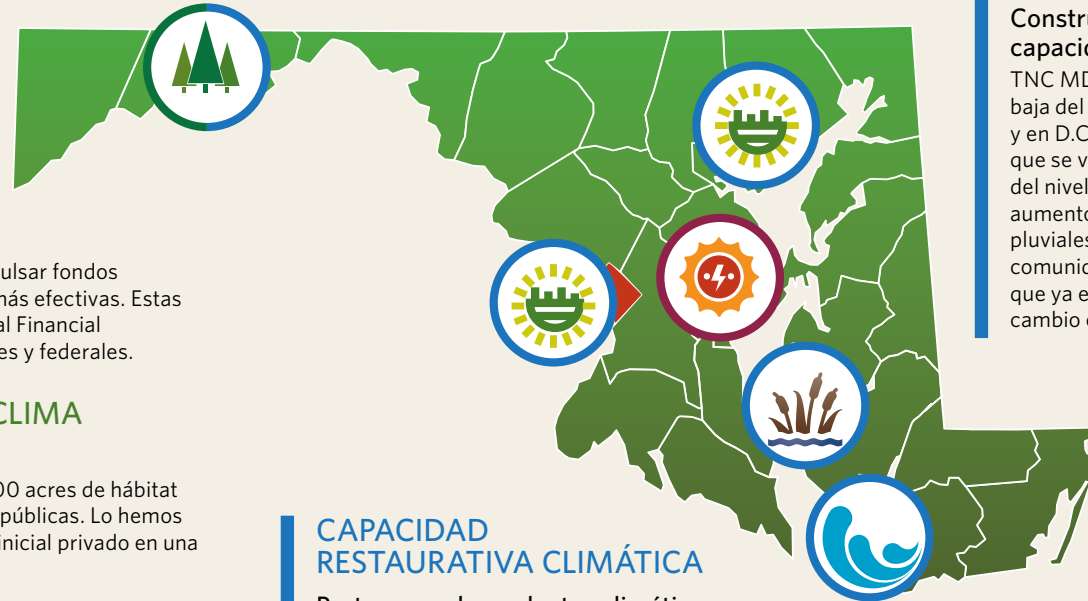 ulsar fondos
más efectivas. Estas
al Financial
es y federales.
CLIMA
00 acres de hábitat
públicas. Lo hemos
inicial privado en una
CAPACIDAD
RESTAURATIVA CLIMÁTICA
Constru
capacid
TNC MD
baja del
y en D.C
que se v
del nivel
aumento
pluviales
comunid
que ya e
cambio